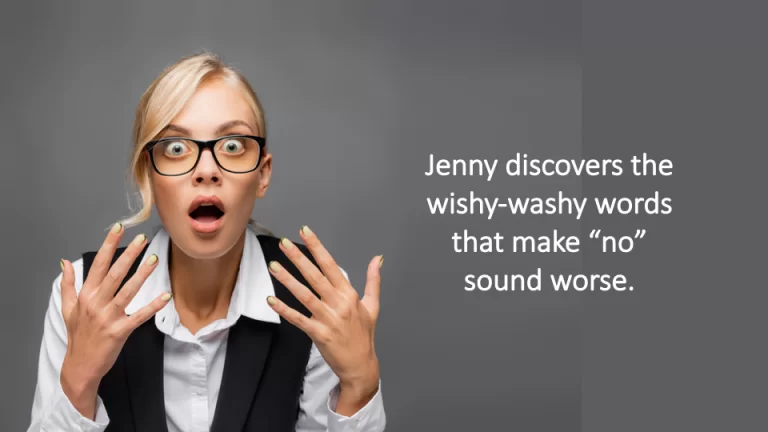 Jenny discovers the
wishy-washy words
that make “no”
sound worse.